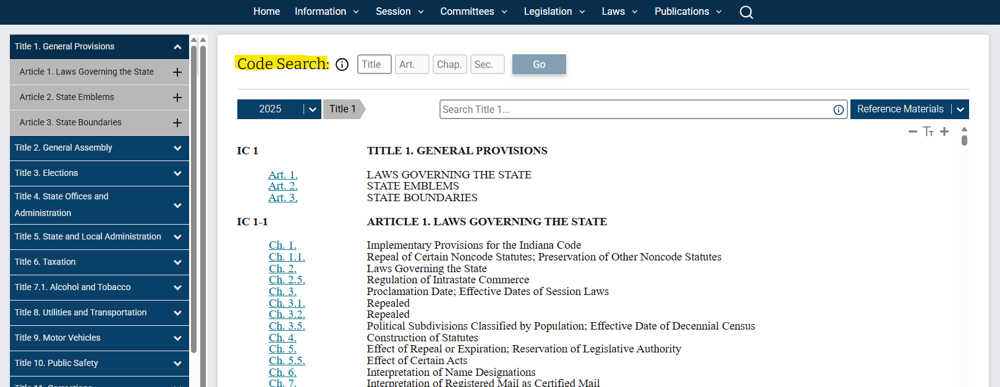 Home Information Session Committees Legislation Laws Publications
Title 1. General Provisions
Article 1. Laws Governing the State
Article 2. State Emblems
Article 3. State Boundaries
Title 2. General Assembly
Title 3. Elections
Title 4. State Offices and
Administration
Title 5. State and Local Administration
Title 6. Taxation
Title 7.1. Alcohol and Tobacco
Title 8. Utilities and Transportation
Title 9. Motor Vehicles
Title 10. Public Safety
Title 11. Corrections
Code Search: Title Art. Chap. Sec. Go
2025 Title 1 Search Title 1... Reference Materials
IC 1 TITLE 1. GENERAL PROVISIONS
Art. 1. LAWS GOVERNING THE STATE
Art. 2. STATE EMBLEMS
Art. 3. STATE BOUNDARIES
IC 1-1 ARTICLE 1. LAWS GOVERNING THE STATE
Ch. 1. Implementary Provisions for the Indiana Code
Ch. 1.1. Repeal of Certain Noncode Statutes; Preservation of Other Noncode Statutes
Ch. 2. Laws Governing the State
Ch. 2.5. Regulation of Intrastate Commerce
Ch. 3. Proclamation Date; Effective Dates of Session Laws
Ch. 3.1. Repealed
Ch. 3.2. Repealed
Ch. 3.5. Political Subdivisions Classified by Population; Effective Date of Decennial Census
Ch. 4. Construction of Statutes
Ch. 5. Effect of Repeal or Expiration; Reservation of Legislative Authority
Ch. 5.5. Effect of Certain Acts
Ch. 6. Interpretation of Name Designations
Ch. 7. Interpretation of Registered Mail as Certified Mail